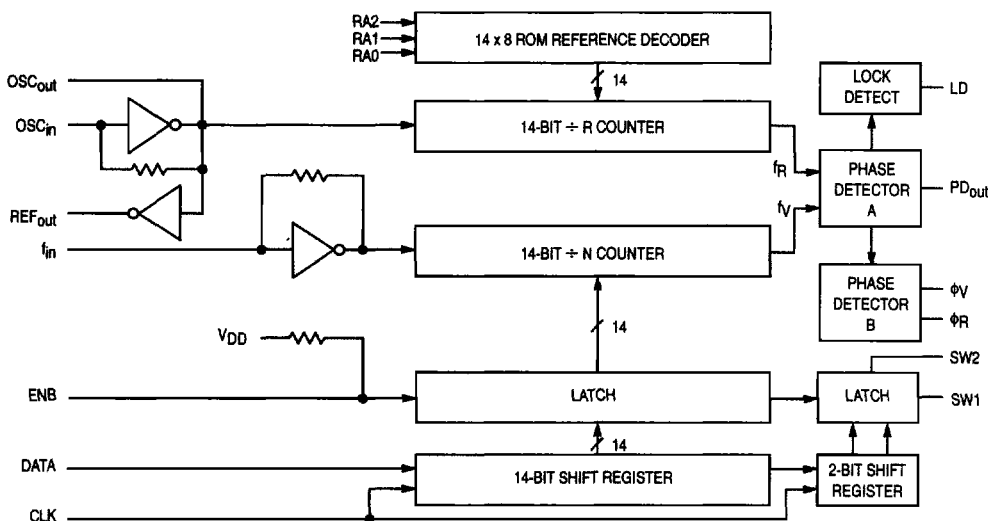 RA2
RA1
RA0
14 x 8 ROM REFERENCE DECODER
14
OSCout
OSCin
14-BIT ÷ R COUNTER
LOCK
DETECT
LD
fR
PHASE
DETECTOR
A
PDout
REFout
fin
fV
14-BIT ÷ N COUNTER
PHASE
DETECTOR
B
ϕV
ϕR
14
VDD
SW2
ENB
LATCH
LATCH
SW1
14
DATA
14-BIT SHIFT REGISTER
2-BIT SHIFT
REGISTER
CLK